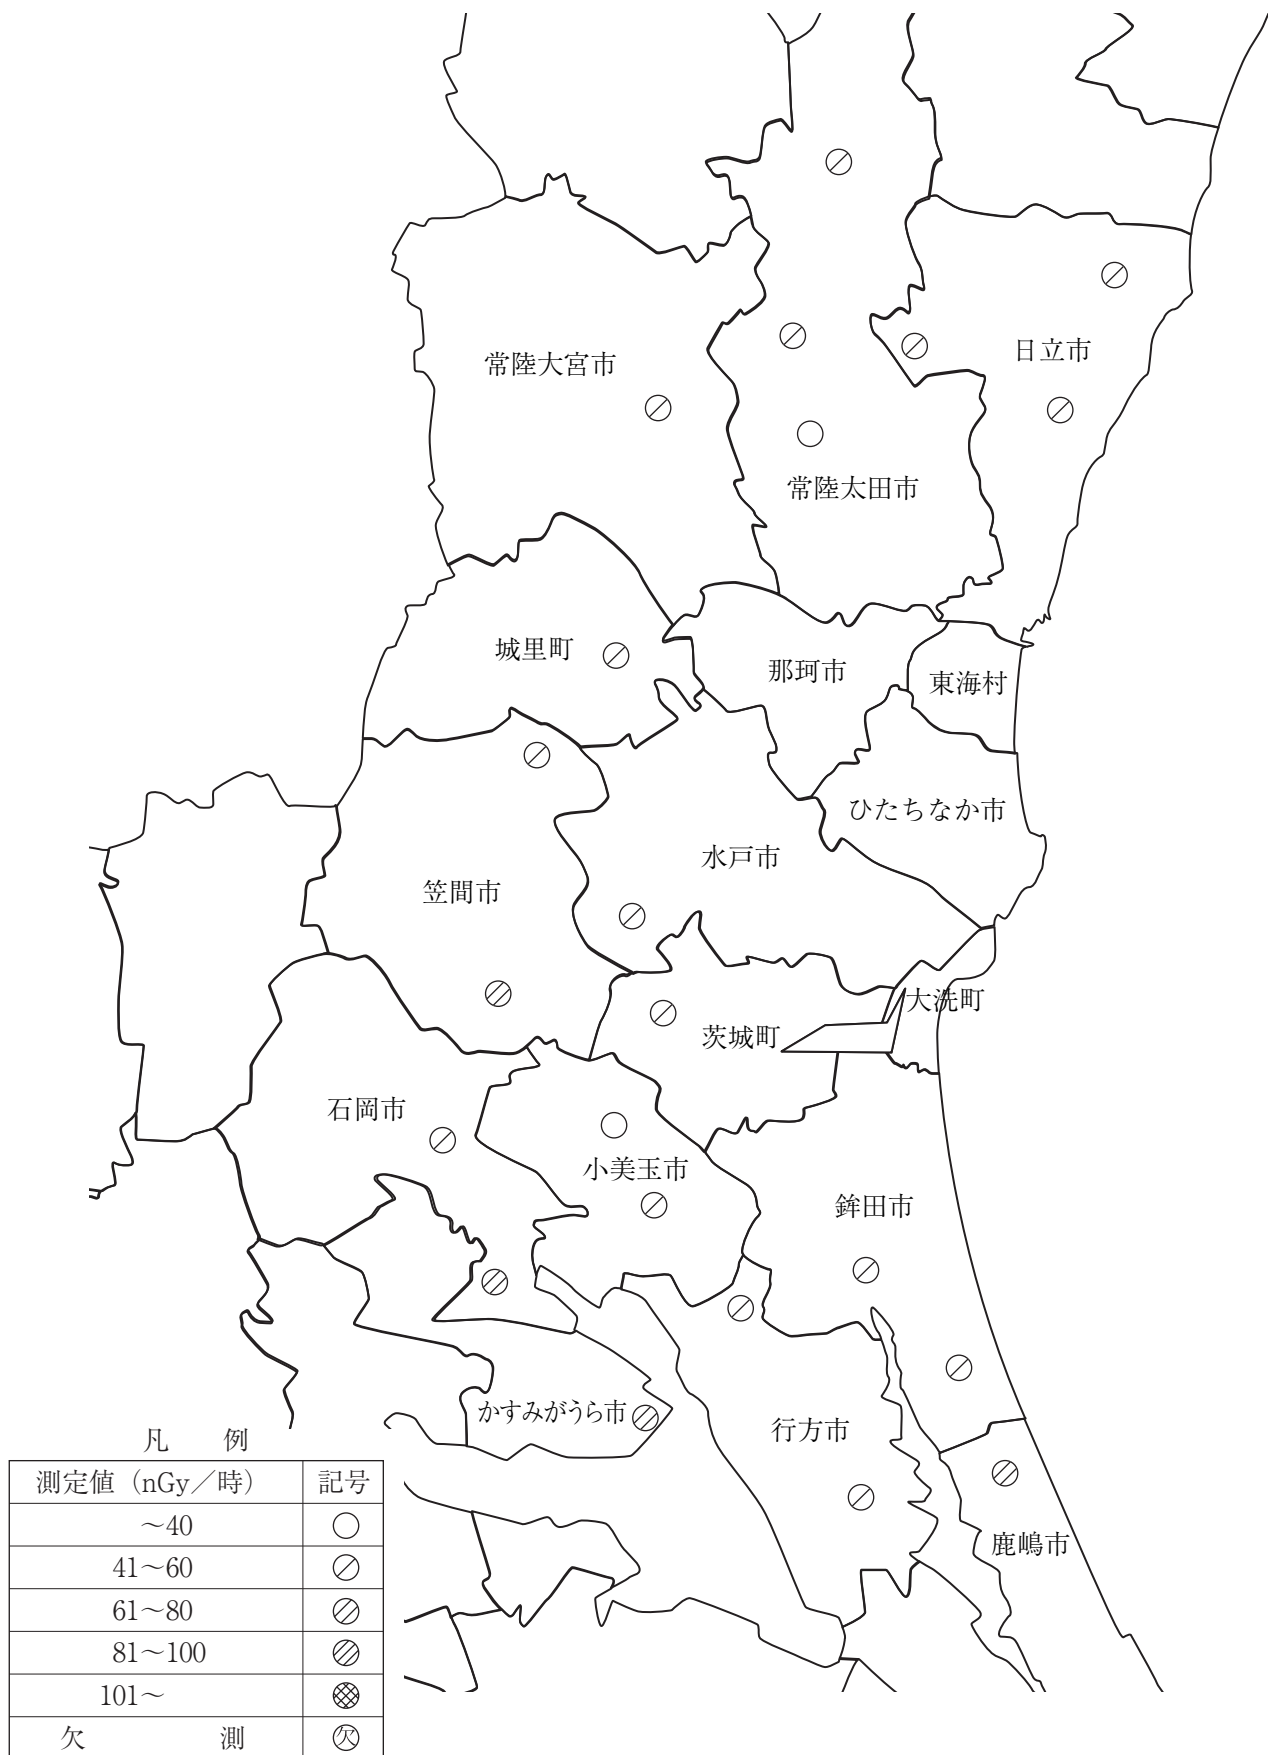 常陸大宮市
日立市
常陸太田市
城里町
那珂市
東海村
ひたちなか市
水戸市
笠間市
大洗町
茨城町
石岡市
小美玉市
鉾田市
かすみがうら市
行方市
鹿嶋市
凡 例
測定値（nGy／時） 記号
～40
41～60
61～80
81～100
101～
欠 測 欠